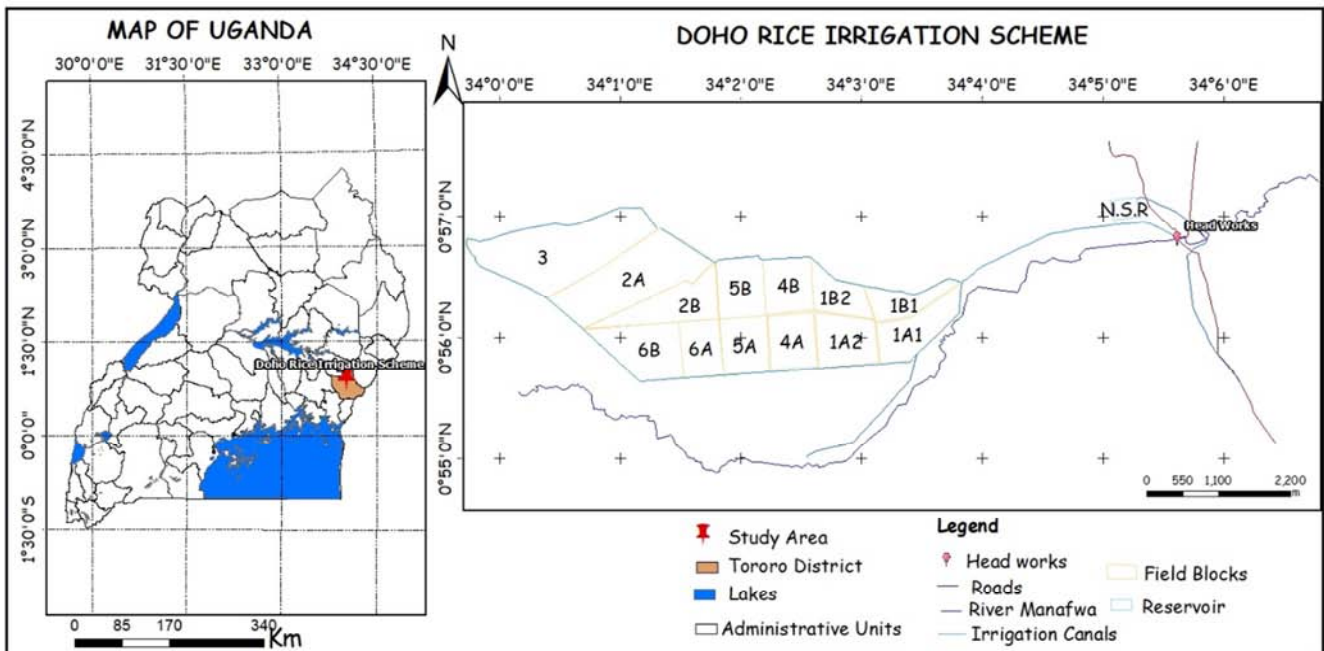 MAP OF UGANDA
30°0'0"E 31°30'0"E 33°0'0"E 34°30'0"E
4°30'0"N
3°0'0"N
1°30'0"N
0°0'0"
1°30'0"S
Doho Rice Irrigation Scheme
0 85 170 340
Km
N
DOHO RICE IRRIGATION SCHEME
34°0'0"E 34°1'0"E 34°2'0"E 34°3'0"E 34°4'0"E 34°5'0"E 34°6'0"E
0°57'0"N
0°56'0"N
0°55'0"N
N.S.R
Head Works
3
2A
2B
5B
4B
1B2
1B1
6B
6A
5A
4A
1A2
1A1
0 550 1,100 2,200
m
Study Area
Tororo District
Lakes
Administrative Units
Legend
Head works
Roads
River Manafwa
Irrigation Canals
Field Blocks
Reservoir